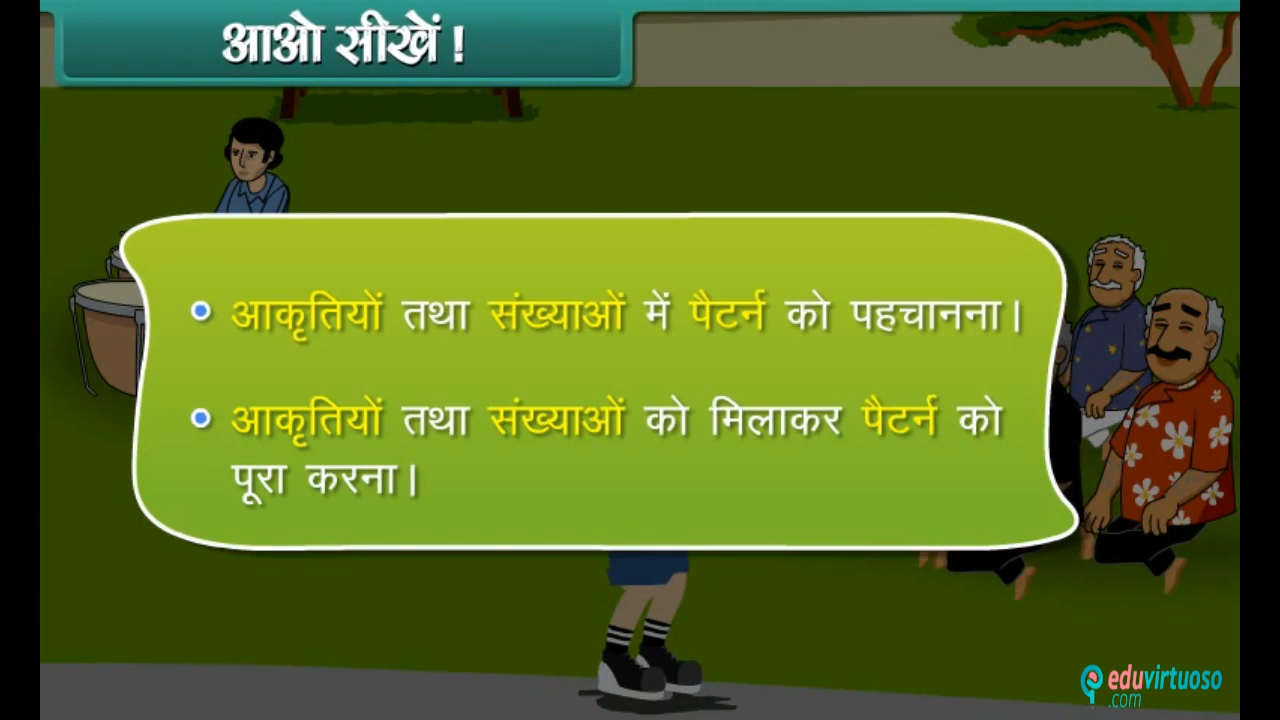 आओ सीखें!
आकृतियों तथा संख्याओं में पैटर्न को पहचानना।
आकृतियों तथा संख्याओं को मिलाकर पैटर्न को
पूरा करना।
eduvirtuoso
.com